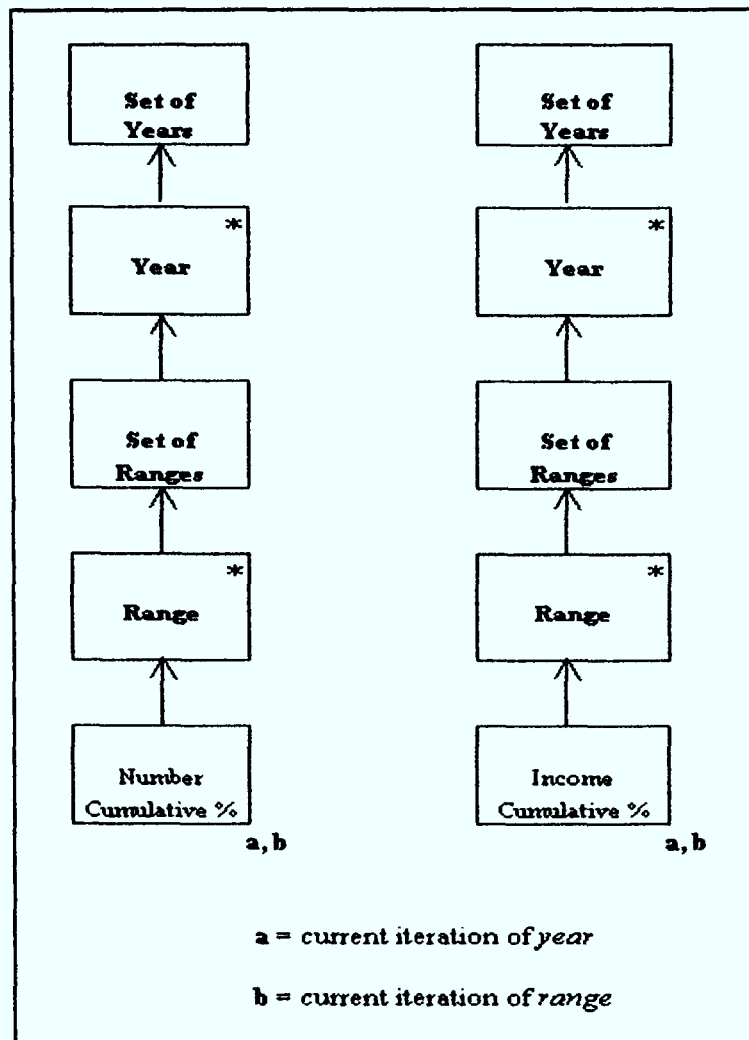 Set of
Years
*
Year
Set of
Ranges
*
Range
Number
Cumulative %
a, b
Set of
Years
*
Year
Set of
Ranges
*
Range
Income
Cumulative %
a, b
a = current iteration of year
b = current iteration of range